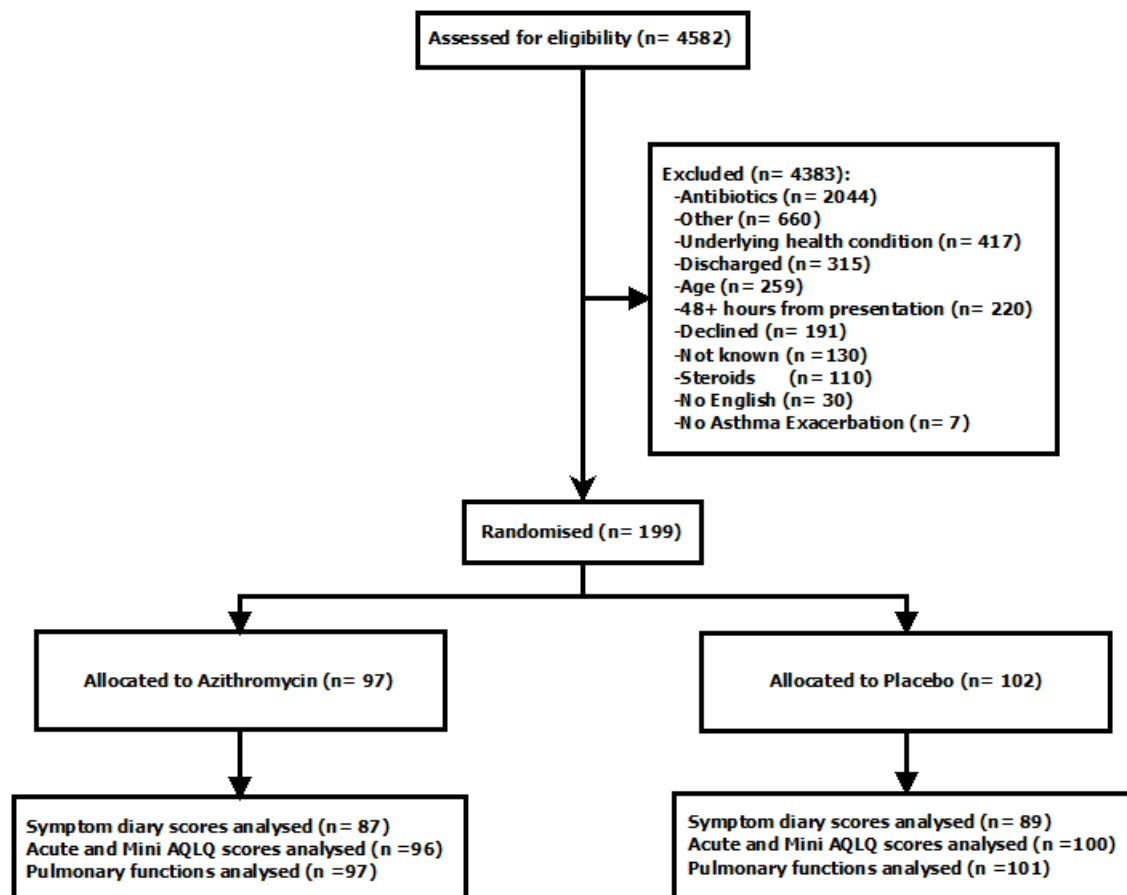 Assessed for eligibility (n= 4582)
Excluded (n= 4383):
-Antibiotics (n= 2044)
-Other (n= 660)
-Underlying health condition (n= 417)
-Discharged (n= 315)
-Age (n= 259)
-48+ hours from presentation (n= 220)
-Declined (n= 191)
-Not known (n =130)
-Steroids (n= 110)
-No English (n= 30)
-No Asthma Exacerbation (n= 7)
Randomised (n= 199)
Allocated to Azithromycin (n= 97)
Allocated to Placebo (n= 102)
Symptom diary scores analysed (n= 87)
Acute and Mini AQLQ scores analysed (n =96)
Pulmonary functions analysed (n =97)
Symptom diary scores analysed (n= 89)
Acute and Mini AQLQ scores analysed (n =100)
Pulmonary functions analysed (n =101)